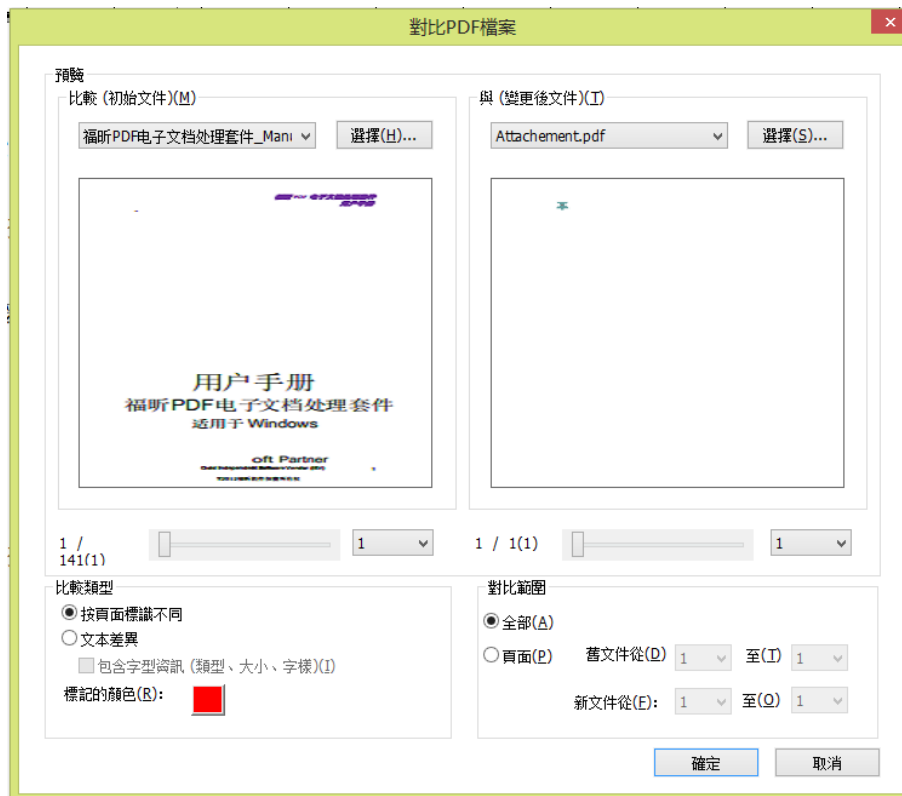 對比PDF檔案
預覽
比較 (初始文件)(M)
福昕PDF电子文档处理套件_Manu
選擇(H)...
用户手册
福昕PDF电子文档处理套件
适用于 Windows
oft Partner
1 / 141(1)
1
與 (變更後文件)(T)
Attachement.pdf
選擇(S)...
1 / 1(1)
1
比較類型
按頁面標識不同
文本差異
包含字型資訊 (類型、大小、字樣)(I)
標記的顏色(R):
對比範圍
全部(A)
頁面(P)
舊文件從(D) 1 至(T) 1
新文件從(F): 1 至(O) 1
確定
取消